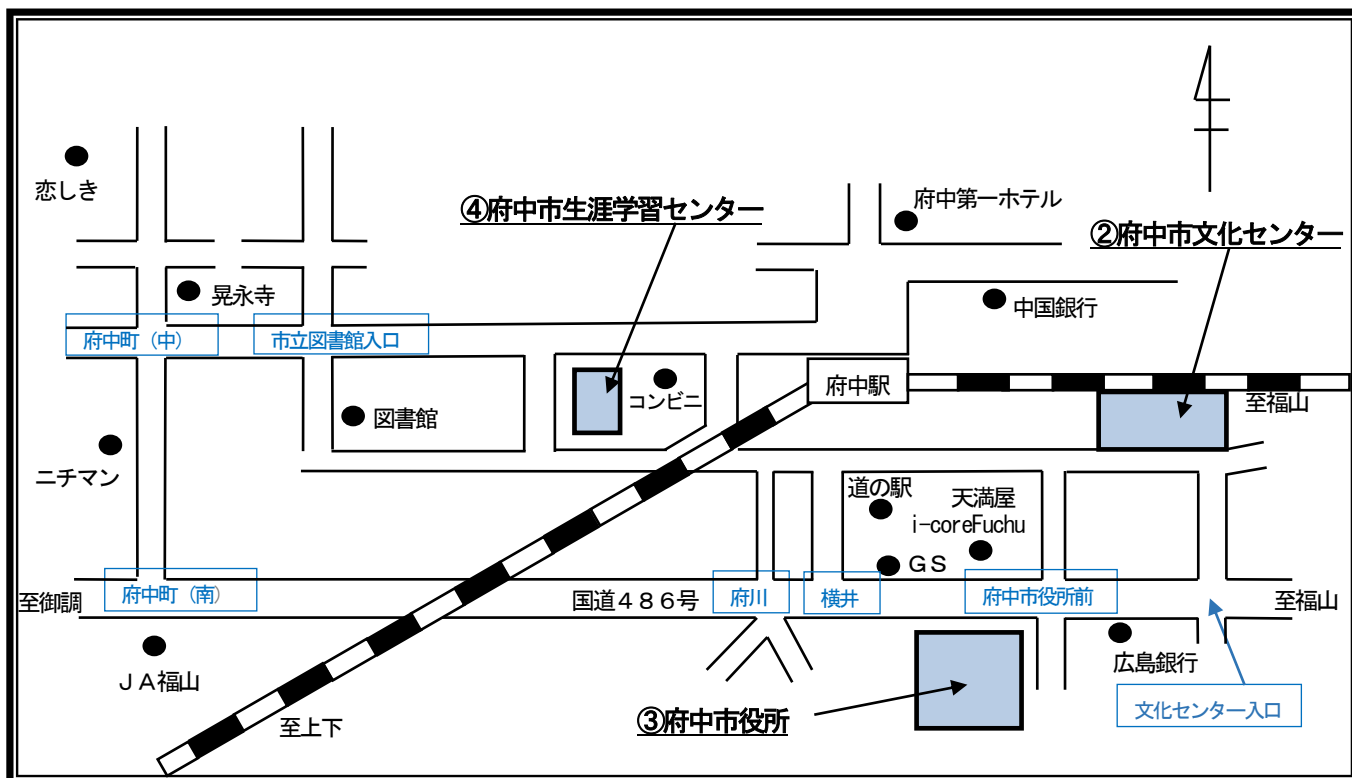 恋しき
④府中市生涯学習センター
府中第一ホテル
②府中市文化センター
晃永寺
中国銀行
府中町（中）
市立図書館入口
府中駅
コンビニ
至福山
図書館
ニチマン
道の駅
天満屋
i-coreFuchu
ＧＳ
至御調
府中町（南）
国道４８６号
府川
横井
府中市役所前
至福山
ＪＡ福山
広島銀行
③府中市役所
文化センター入口
至上下